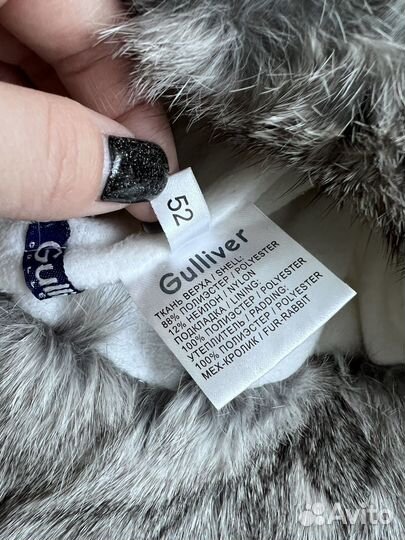 52
Gulliver
ТКАНЬ ВЕРХА / SHELL:
88% ПОЛИЭСТЕР / POLYESTER
12% НЕЙЛОН / NYLON
ПОДКЛАДКА / LINING:
100% ПОЛИЭСТЕР / POLYESTER
УТЕПЛИТЕЛЬ / PADDING:
100% ПОЛИЭСТЕР / POLYESTER
МЕХ-КРОЛИК / FUR-RABBIT
Gulli
Avito